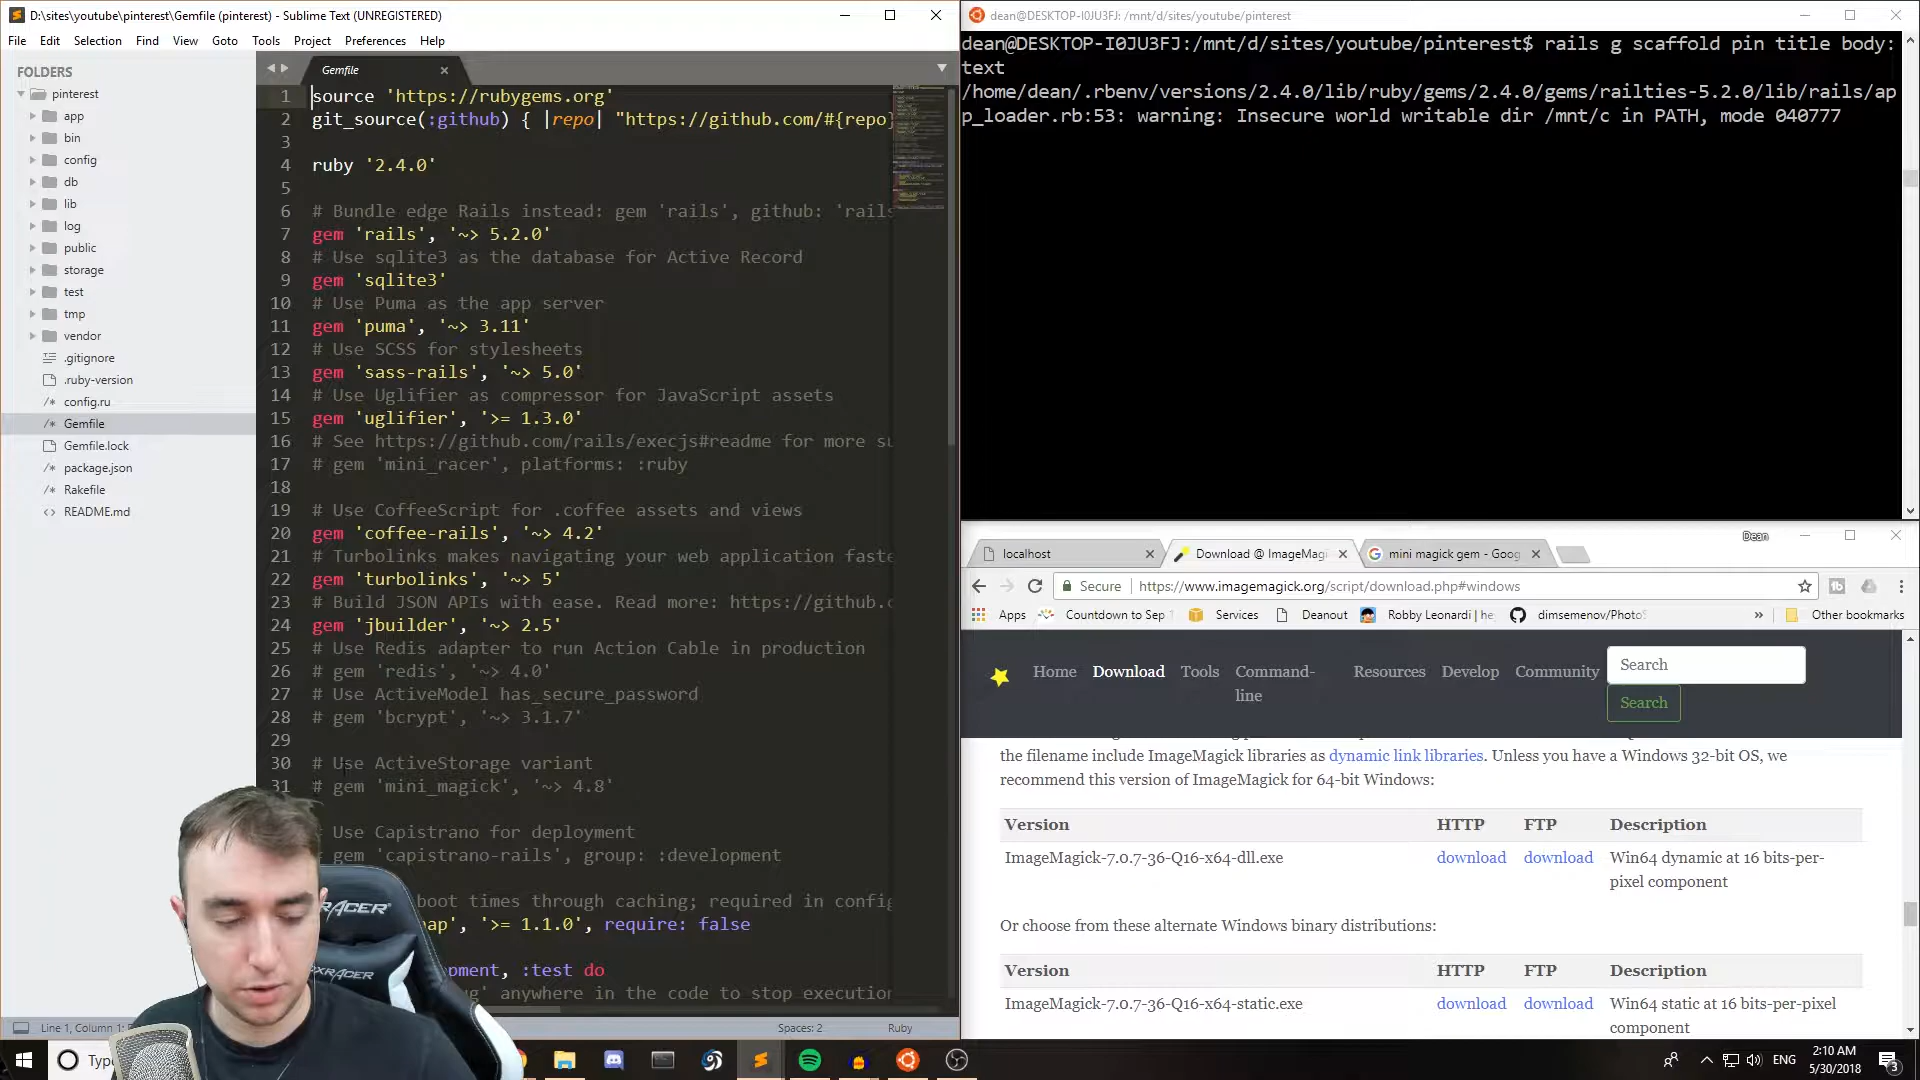 D:\sites\youtube\pinterest\Gemfile (pinterest) - Sublime Text (UNREGISTERED)
File Edit Selection Find View Goto Tools Project Preferences Help
FOLDERS
pinterest
app
bin
config
db
lib
log
public
storage
test
tmp
vendor
.gitignore
.ruby-version
config.ru
Gemfile
Gemfile.lock
package.json
Rakefile
README.md
Gemfile
1 source 'https://rubygems.org'
2 git_source(:github) { |repo| "https://github.com/#{repo}
3
4 ruby '2.4.0'
5
6 # Bundle edge Rails instead: gem 'rails', github: 'rails
7 gem 'rails', '~> 5.2.0'
8 # Use sqlite3 as the database for Active Record
9 gem 'sqlite3'
10 # Use Puma as the app server
11 gem 'puma', '~> 3.11'
12 # Use SCSS for stylesheets
13 gem 'sass-rails', '~> 5.0'
14 # Use Uglifier as compressor for JavaScript assets
15 gem 'uglifier', '>= 1.3.0'
16 # See https://github.com/rails/execjs#readme for more su
17 # gem 'mini_racer', platforms: :ruby
18
19 # Use CoffeeScript for .coffee assets and views
20 gem 'coffee-rails', '~> 4.2'
21 # Turbolinks makes navigating your web application faste
22 gem 'turbolinks', '~> 5'
23 # Build JSON APIs with ease. Read more: https://github.c
24 gem 'jbuilder', '~> 2.5'
25 # Use Redis adapter to run Action Cable in production
26 # gem 'redis', '~> 4.0'
27 # Use ActiveModel has_secure_password
28 # gem 'bcrypt', '~> 3.1.7'
29
30 # Use ActiveStorage variant
31 # gem 'mini_magick', '~> 4.8'
Use Capistrano for deployment
gem 'capistrano-rails', group: :development
boot times through caching; required in config
ap', '>= 1.1.0', require: false
pment, :test do
' anywhere in the code to stop execution
Line 1, Column 1
Spaces: 2
Ruby
dean@DESKTOP-I0JU3FJ: /mnt/d/sites/youtube/pinterest
dean@DESKTOP-I0JU3FJ:/mnt/d/sites/youtube/pinterest$ rails g scaffold pin title body:
text
/home/dean/.rbenv/versions/2.4.0/lib/ruby/gems/2.4.0/gems/railties-5.2.0/lib/rails/ap
p_loader.rb:53: warning: Insecure world writable dir /mnt/c in PATH, mode 040777
Dean
localhost
Download @ ImageMagi
mini magick gem - Goog
Secure
https://www.imagemagick.org/script/download.php#windows
Apps
Countdown to Sep
Services
Deanout
Robby Leonardi | he
dimsemenov/Photo
»
Other bookmarks
Home Download Tools Command-line Resources Develop Community
Search
Search
the filename include ImageMagick libraries as dynamic link libraries. Unless you have a Windows 32-bit OS, we
recommend this version of ImageMagick for 64-bit Windows:
Version HTTP FTP Description
ImageMagick-7.0.7-36-Q16-x64-dll.exe download download Win64 dynamic at 16 bits-per-
pixel component
Or choose from these alternate Windows binary distributions:
Version HTTP FTP Description
ImageMagick-7.0.7-36-Q16-x64-static.exe download download Win64 static at 16 bits-per-pixel
component
XRACER
DXRACER
Typ
ENG
2:10 AM
5/30/2018
3